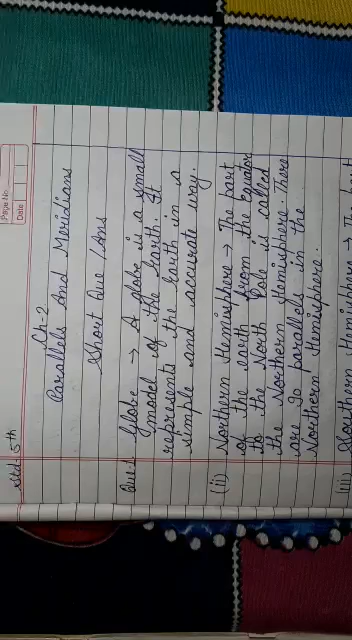 Page No.
Date
Std. 5th
Ch-2
Parallels And Meridians
Short Que / Ans
Que-1. Globe → A globe is a small
model of the Earth. It
represents the Earth in a
simple and accurate way.
(ii) Northern Hemisphere → The part
of the earth from the equator
to the North Pole is called
the Northern Hemisphere. There
are 90 parallels in the
Northern Hemisphere.
(iii) Southern Hemisphere → The part